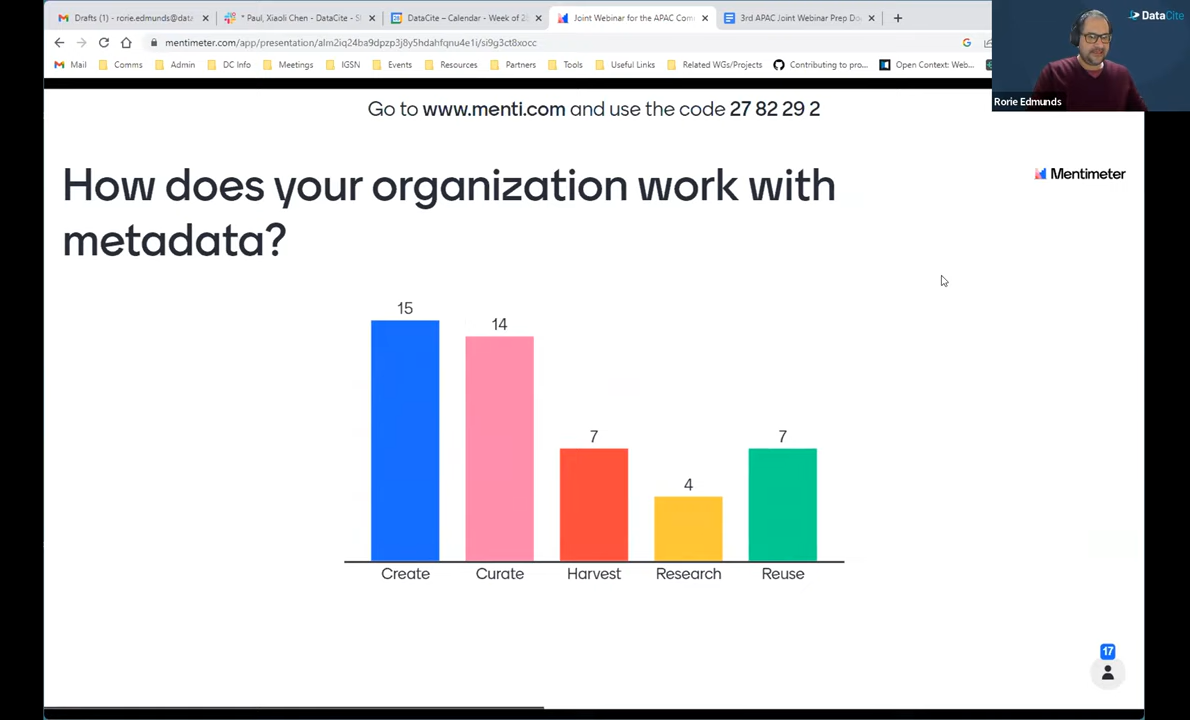 Drafts (1) - rorie.edmunds@data
* Paul, Xiaoli Chen - DataCite - S
DataCite – Calendar - Week of 2
Joint Webinar for the APAC Com
3rd APAC Joint Webinar Prep Do
mentimeter.com/app/presentation/alm2iq24ba9dpzp3j8y5hdahfqnu4e1i/si9g3ct8xocc
Mail
Comms
Admin
DC Info
Meetings
IGSN
Events
Resources
Partners
Tools
Useful Links
Related WGs/Projects
Contributing to pro...
Open Context: Web...
DataCite
Rorie Edmunds
Go to www.menti.com and use the code 27 82 29 2
How does your organization work with
metadata?
Mentimeter
15
14
7
4
7
Create
Curate
Harvest
Research
Reuse
17